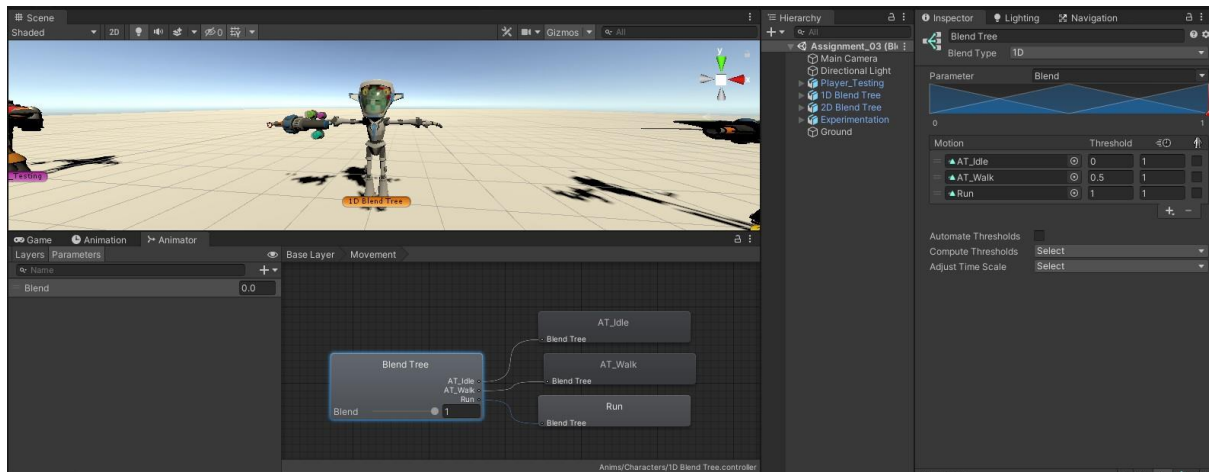 Scene
Shaded 2D 0 Gizmos All
y
_Testing
1D Blend Tree
Game Animation Animator
Layers Parameters Base Layer Movement
Name
Blend 0.0
Blend Tree
AT_Idle
AT_Walk
Run
Blend 1
AT_Idle
Blend Tree
AT_Walk
Blend Tree
Run
Blend Tree
Anims/Characters/1D Blend Tree.controller
Hierarchy
All
Assignment_03 (Bl
Main Camera
Directional Light
Player_Testing
1D Blend Tree
2D Blend Tree
Experimentation
Ground
Inspector Lighting Navigation
Blend Tree
Blend Type 1D
Parameter Blend
0 1
Motion Threshold
AT_Idle 0 1
AT_Walk 0.5 1
Run 1 1
Automate Thresholds
Compute Thresholds Select
Adjust Time Scale Select